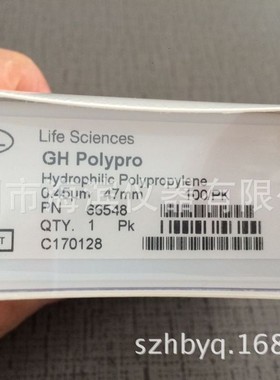 Life Sciences
GH Polypro
Hydrophilic Polypropylene
0.45µm 47mm 100/Pk
PN 66548
QTY. 1 Pk
C170128
szhbyq.168